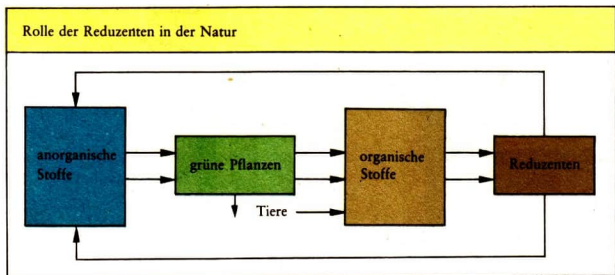 Rolle der Reduzenten in der Natur
anorganische
Stoffe
grüne Pflanzen
organische
Stoffe
Reduzenten
Tiere